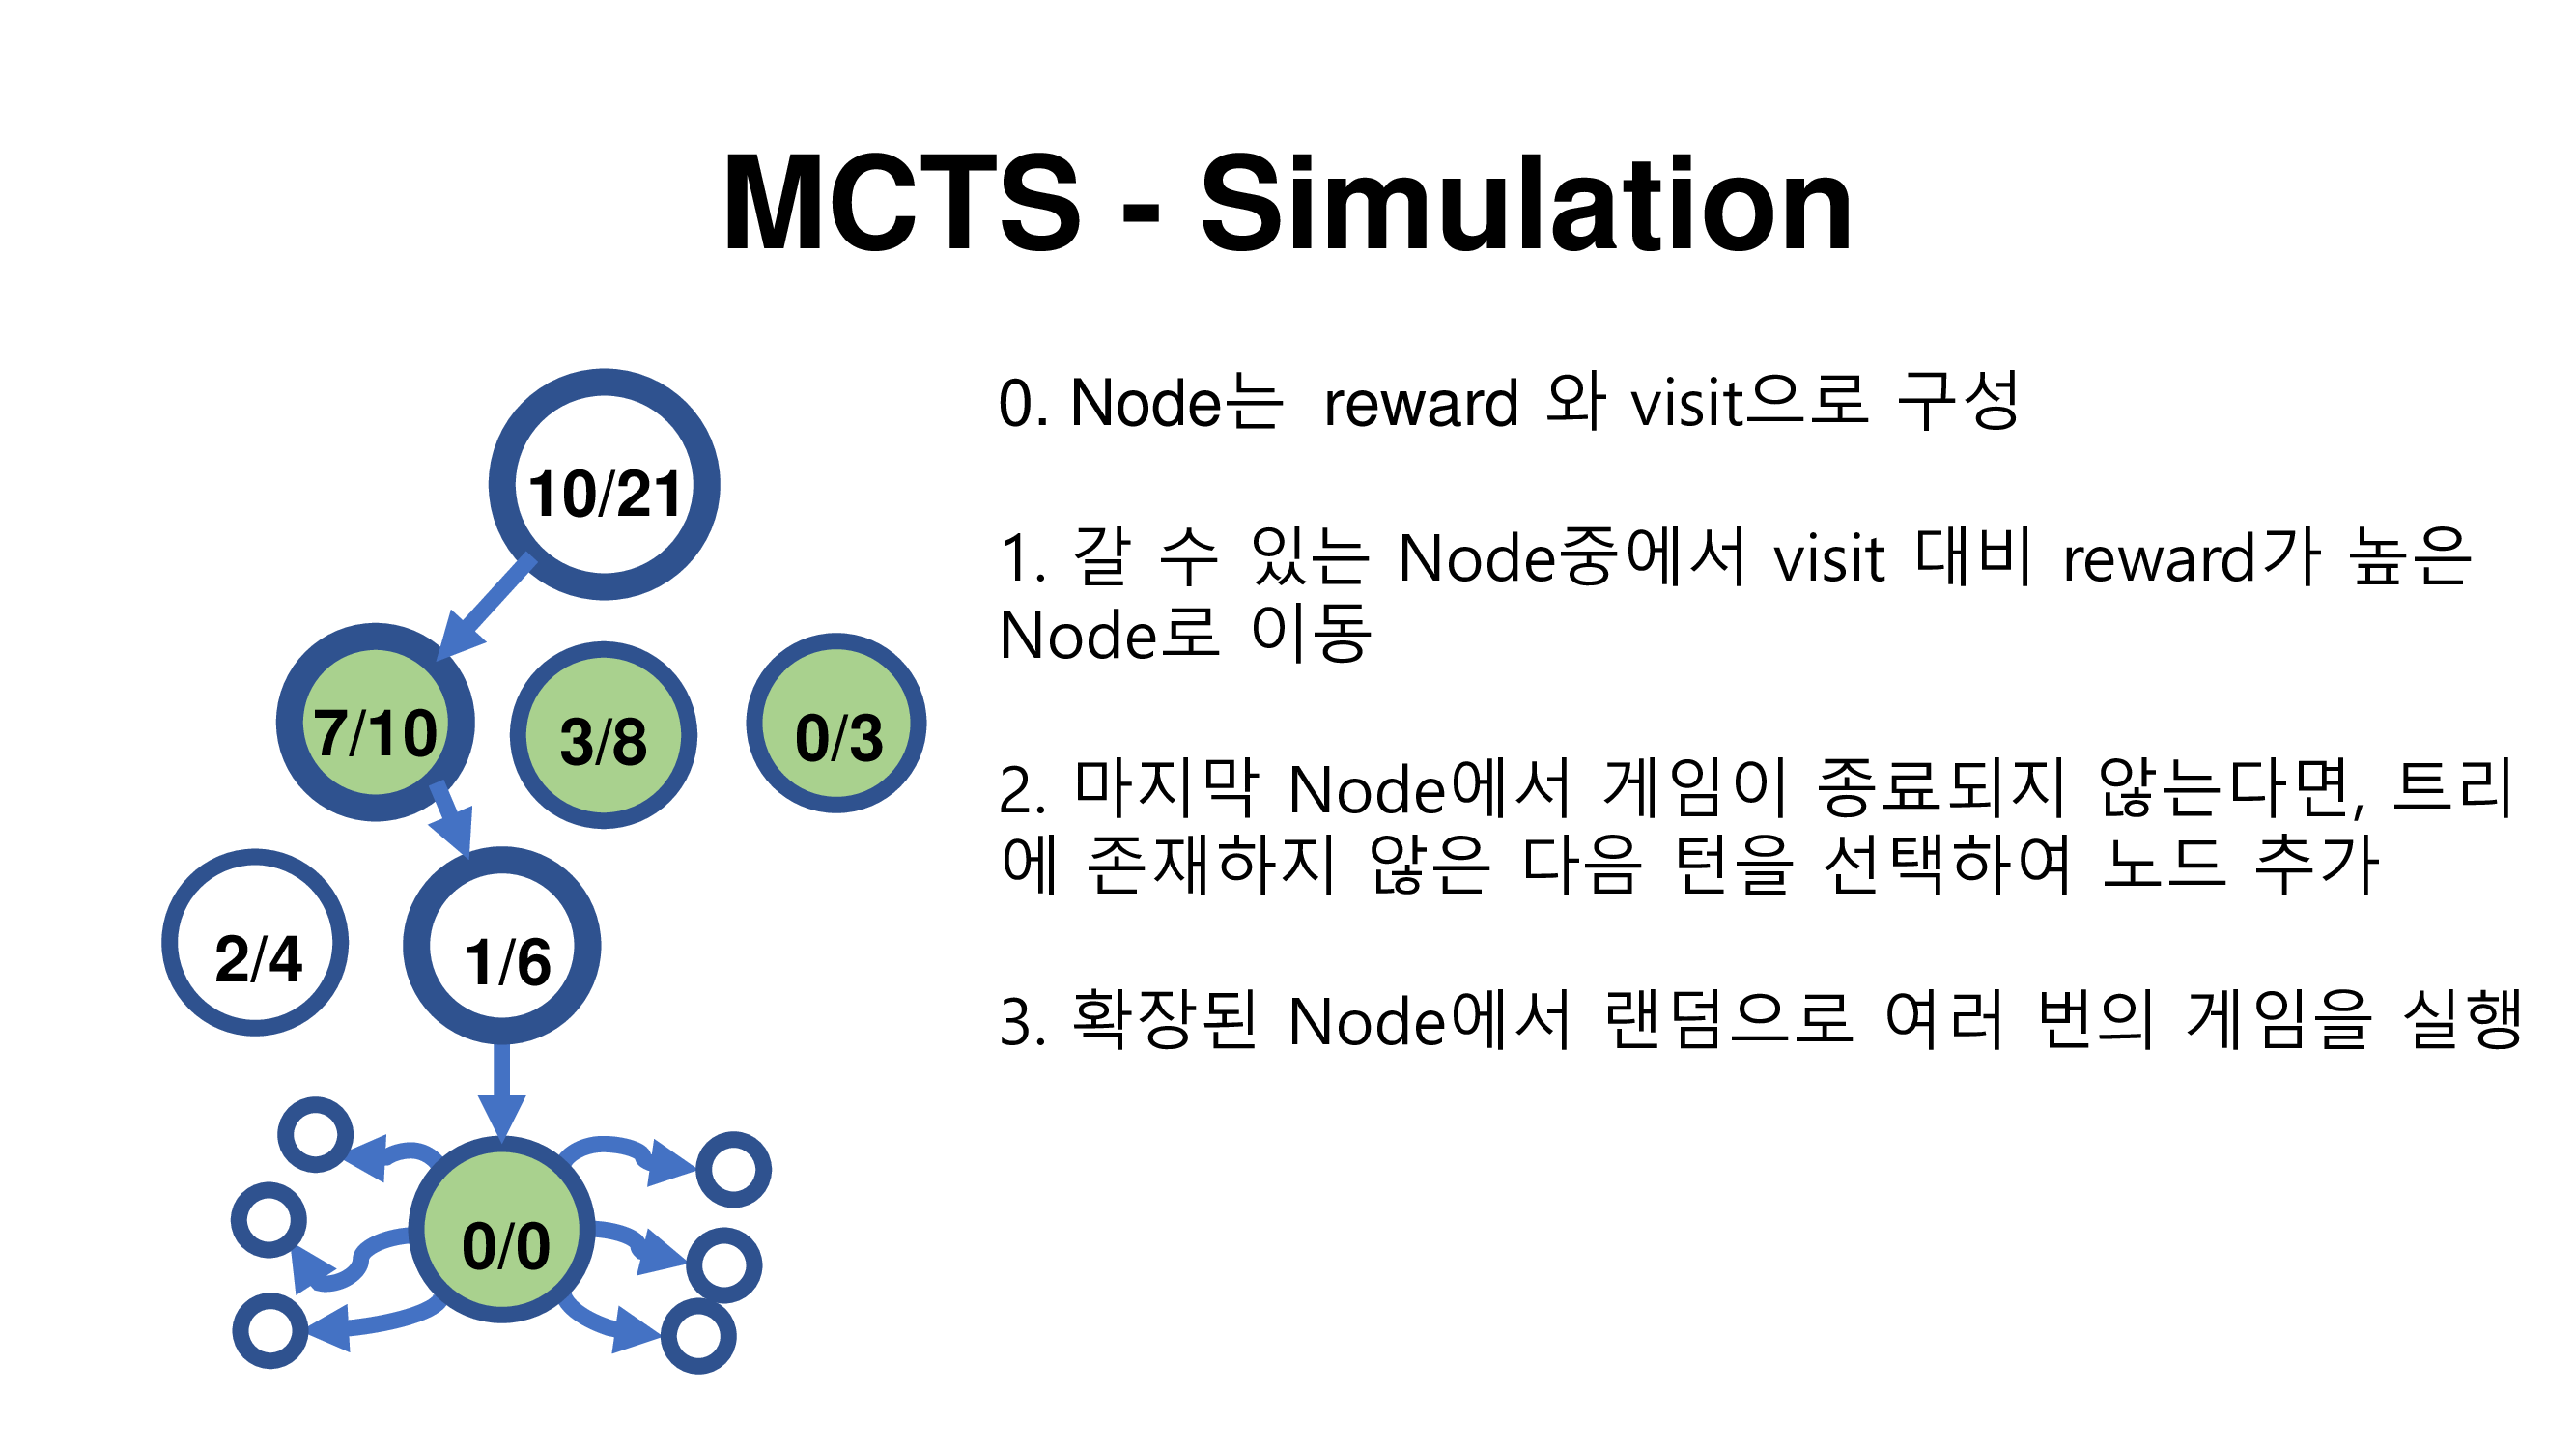 MCTS - Simulation
0. Node는 reward 와 visit으로 구성
1. 갈 수 있는 Node중에서 visit 대비 reward가 높은
Node로 이동
2. 마지막 Node에서 게임이 종료되지 않는다면, 트리
에 존재하지 않은 다음 턴을 선택하여 노드 추가
3. 확장된 Node에서 랜덤으로 여러 번의 게임을 실행
10/21
7/10
3/8
0/3
2/4
1/6
0/0